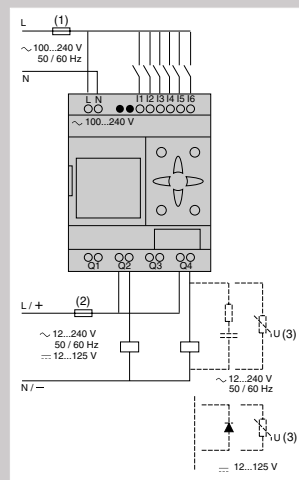 (1)
L
∼ 100...240 V
50 / 60 Hz
N
L N I1 I2 I3 I4 I5 I6
∼ 100...240 V
Q1 Q2 Q3 Q4
L / +
(2)
∼ 12...240 V
50 / 60 Hz
⎓ 12...125 V
U (3)
N / –
∼ 12...240 V
50 / 60 Hz
U (3)
⎓ 12...125 V